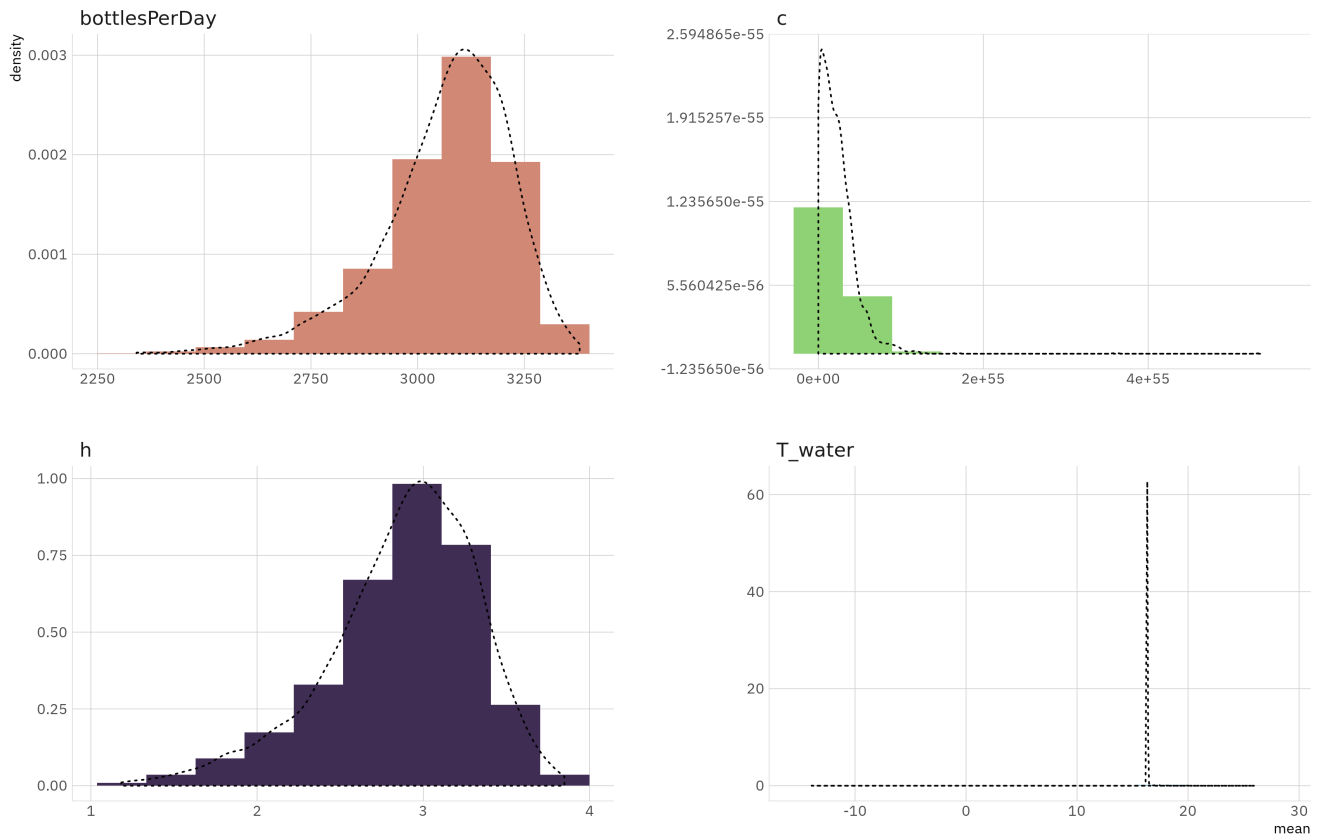 bottlesPerDay
density
0.003
0.002
0.001
0.000
2250 2500 2750 3000 3250
c
2.594865e-55
1.915257e-55
1.235650e-55
5.560425e-56
-1.235650e-56
0e+00 2e+55 4e+55
h
1.00
0.75
0.50
0.25
0.00
1 2 3 4
T_water
60
40
20
0
-10 0 10 20 30
mean